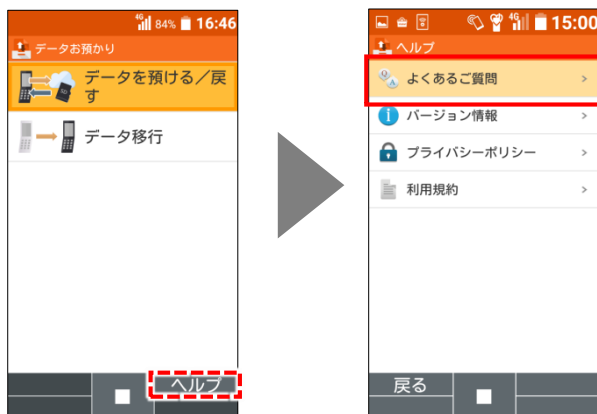 4G 84% 16:46
データお預かり
データを預ける／戻
す
データ移行
ヘルプ
4G 15:00
ヘルプ
Q A よくあるご質問 >
i バージョン情報 >
プライバシーポリシー >
利用規約 >
戻る